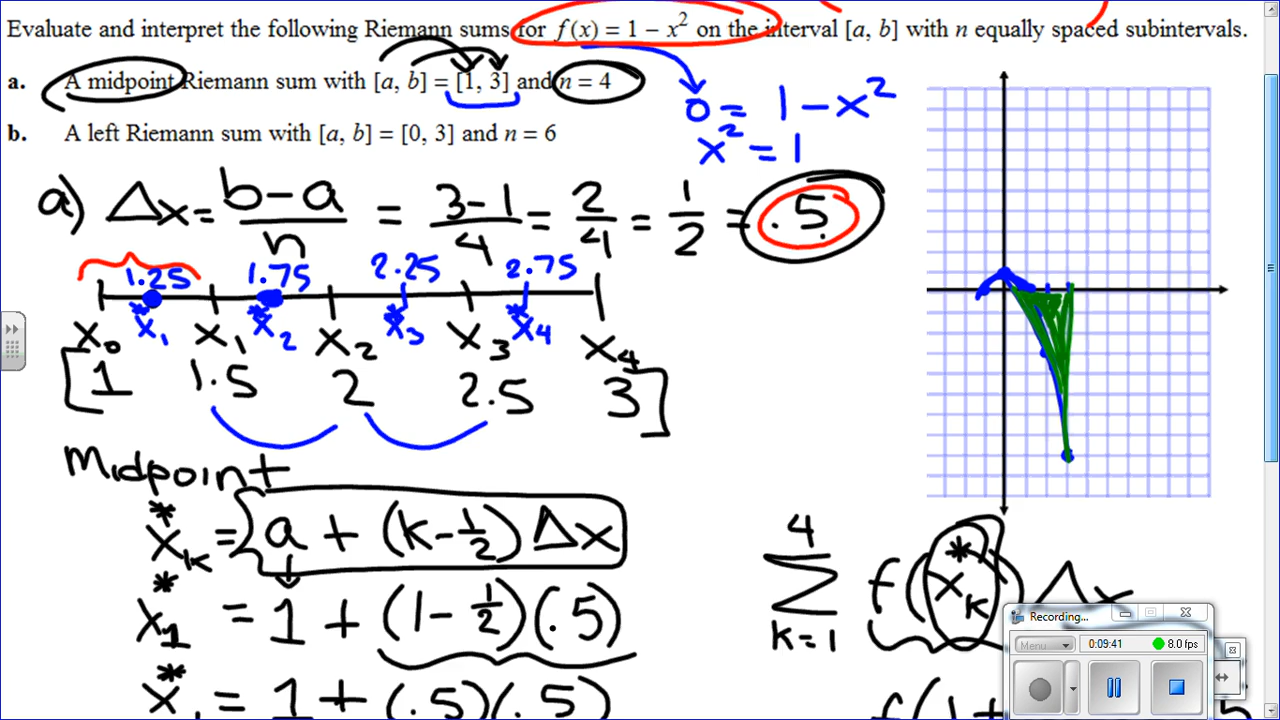 Evaluate and interpret the following Riemann sums for f(x) = 1 − x² on the interval [a, b] with n equally spaced subintervals.
a. A midpoint Riemann sum with [a, b] = [1, 3] and n = 4
b. A left Riemann sum with [a, b] = [0, 3] and n = 6
0 = 1 − x²
x² = 1
a) Δx = b−a/n = 3−1/4 = 2/4 = 1/2 = .5
1.25 1.75 2.25 2.75
x₀ x₁* x₁ x₂* x₂ x₃* x₃ x₄* x₄
[1 1.5 2 2.5 3]
Midpoint
xₖ* = a + (k−½)Δx
4
Σ f(xₖ*) Δx
k=1
x₁* = 1 + (1−½)(.5)
x₁* = 1 + (.5)(.5)
f(1+
Recording...
Menu 0:09:41 8.0 fps